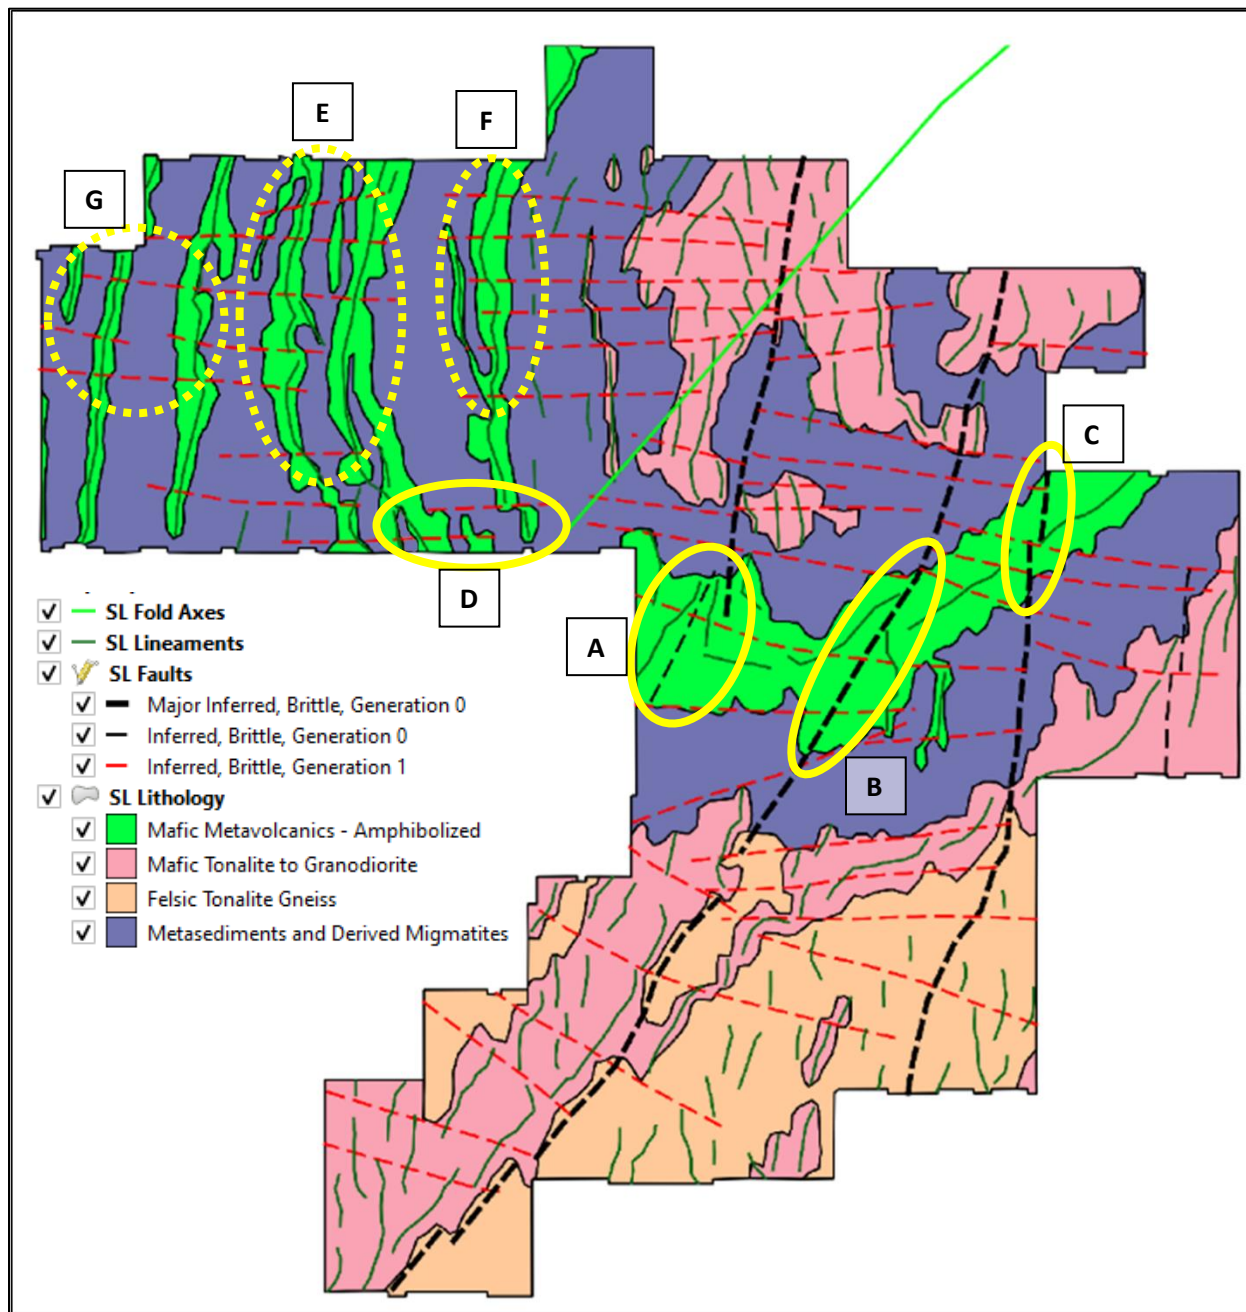 E
F
G
C
D
A
B
SL Fold Axes
SL Lineaments
SL Faults
Major Inferred, Brittle, Generation 0
Inferred, Brittle, Generation 0
Inferred, Brittle, Generation 1
SL Lithology
Mafic Metavolcanics - Amphibolized
Mafic Tonalite to Granodiorite
Felsic Tonalite Gneiss
Metasediments and Derived Migmatites